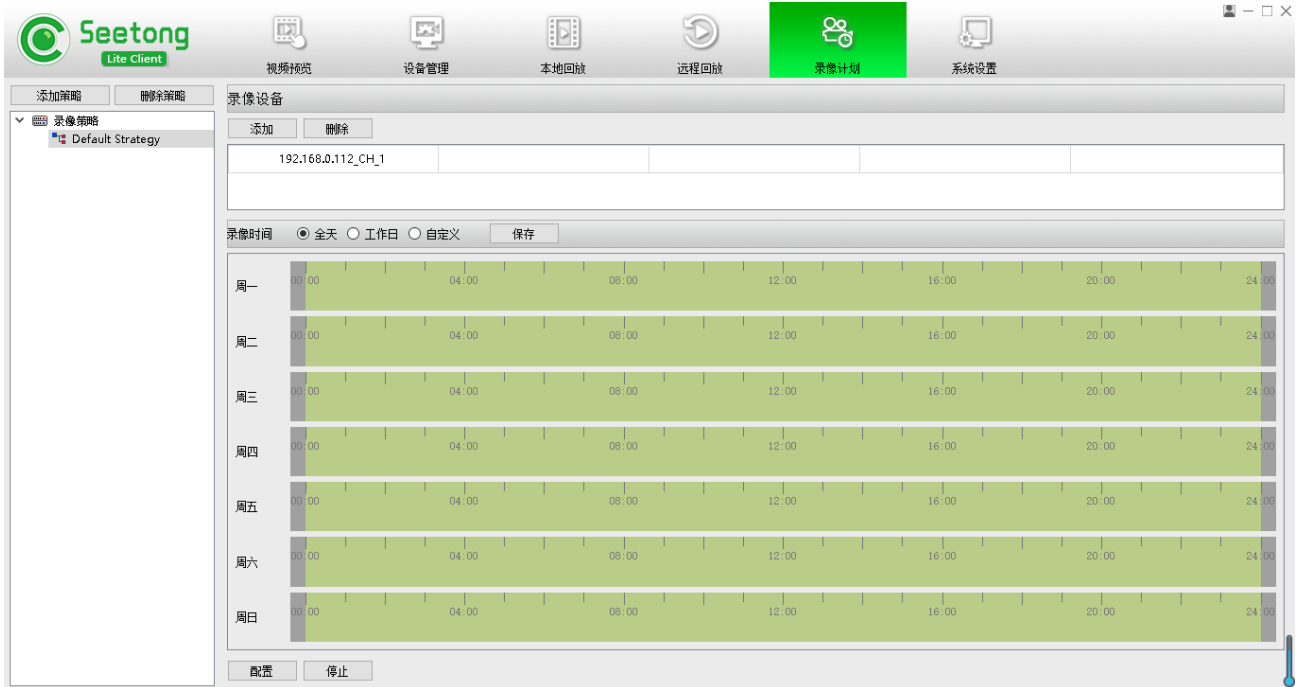 Seetong
Lite Client
视频预览
设备管理
本地回放
远程回放
录像计划
系统设置
添加策略 删除策略
录像策略
Default Strategy
录像设备
添加 删除
192.168.0.112_CH_1
录像时间 全天 工作日 自定义 保存
周一 00:00 04:00 08:00 12:00 16:00 20:00 24:00
周二 00:00 04:00 08:00 12:00 16:00 20:00 24:00
周三 00:00 04:00 08:00 12:00 16:00 20:00 24:00
周四 00:00 04:00 08:00 12:00 16:00 20:00 24:00
周五 00:00 04:00 08:00 12:00 16:00 20:00 24:00
周六 00:00 04:00 08:00 12:00 16:00 20:00 24:00
周日 00:00 04:00 08:00 12:00 16:00 20:00 24:00
配置 停止